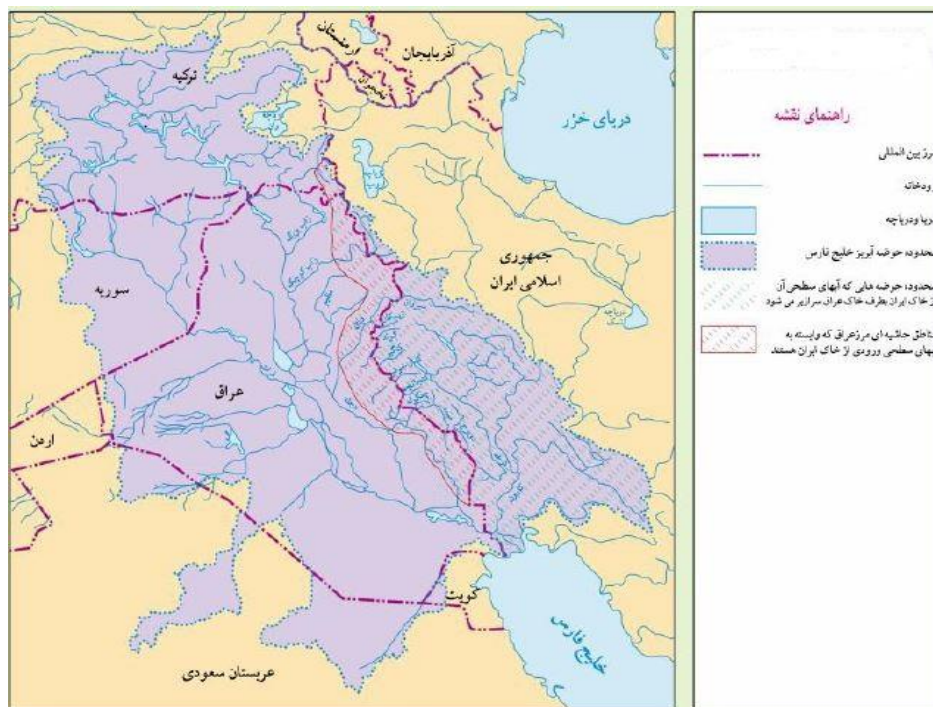 ترکیه
ارمنستان
آذربایجان
نخجوان
دریای خزر
سوریه
جمهوری
اسلامی ایران
دریاچه
عراق
اردن
کویت
خلیج فارس
عربستان سعودی
راهنمای نقشه
مرز بین المللی
رودخانه
دریا ودریاچه
محدوده حوضه آبریز خلیج فارس
محدوده حوضه هایی که آبهای سطحی آن
از خاک ایران بطرف خاک عراق سرازیر می شود
مناطق حاشیه ای مرزعراق که وابسته به
آبهای سطحی ورودی از خاک ایران هستند